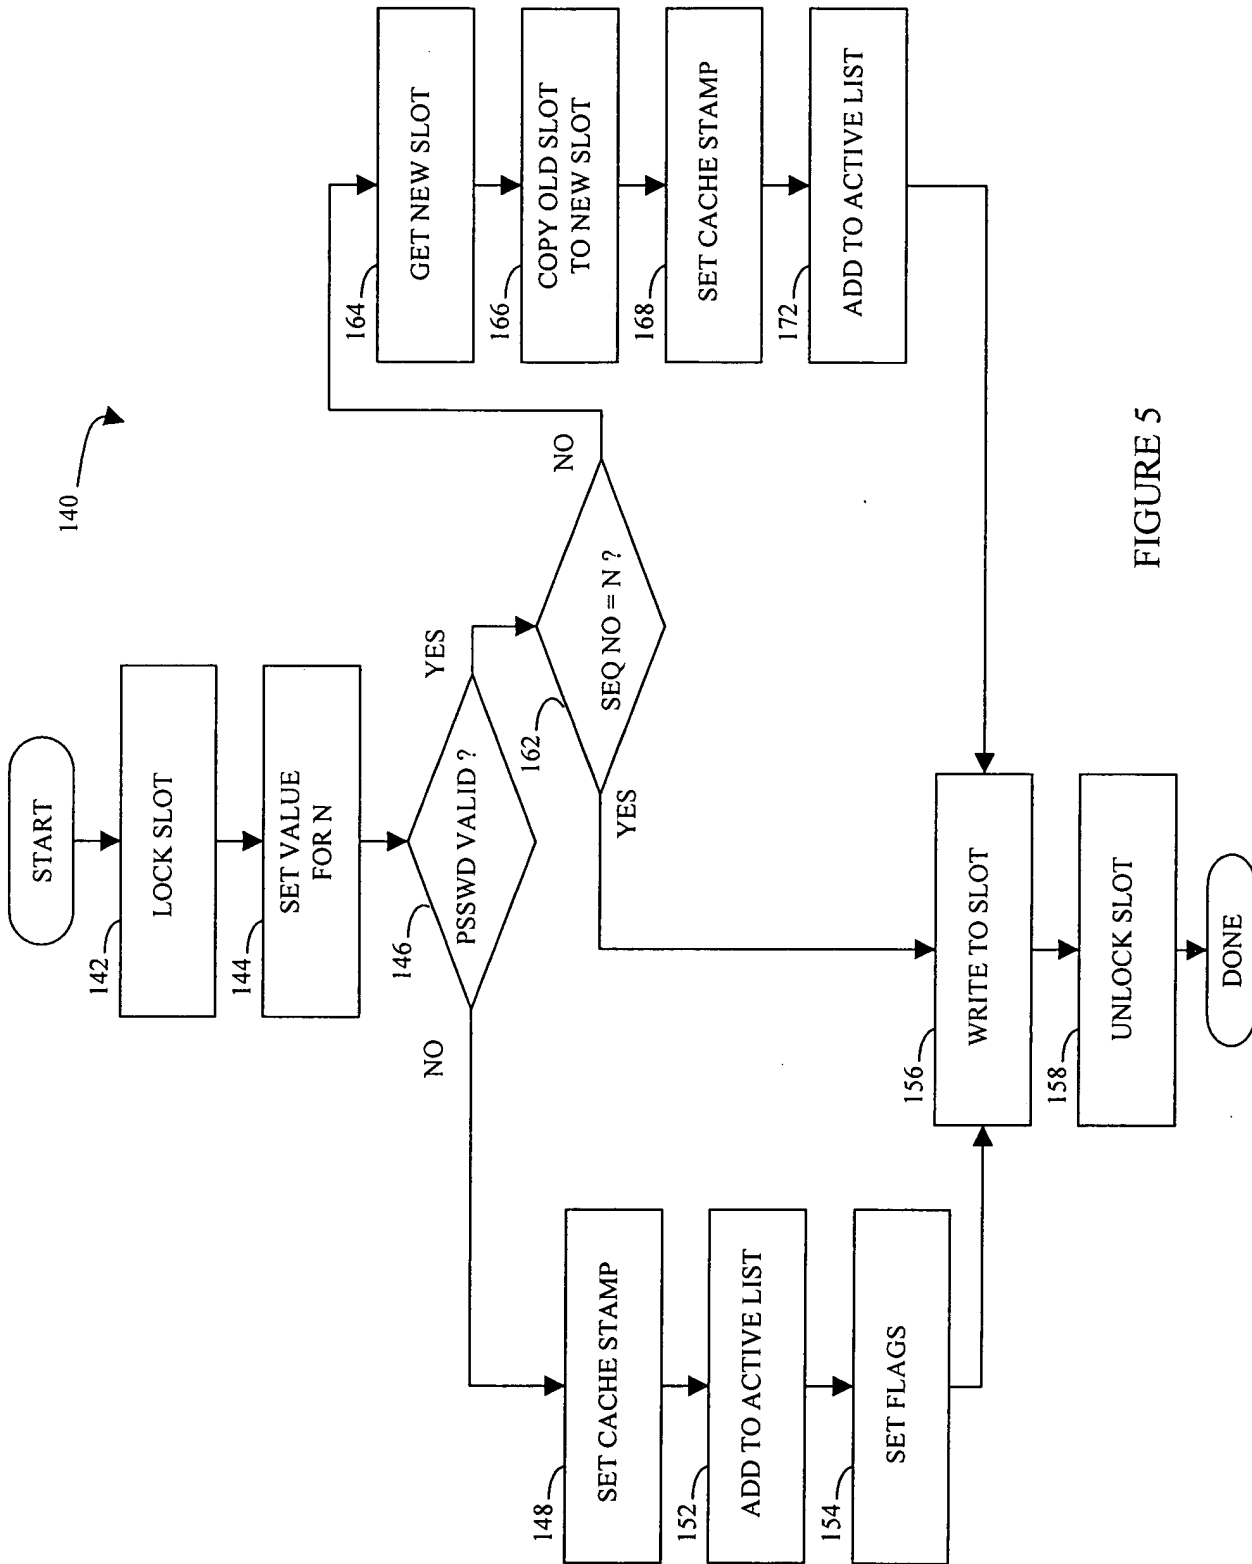 140
START
142
LOCK SLOT
144
SET VALUE
FOR N
146
PSSWD VALID ?
NO
YES
148
SET CACHE STAMP
152
ADD TO ACTIVE LIST
154
SET FLAGS
162
SEQ NO = N ?
YES
NO
164
GET NEW SLOT
166
COPY OLD SLOT
TO NEW SLOT
168
SET CACHE STAMP
172
ADD TO ACTIVE LIST
156
WRITE TO SLOT
158
UNLOCK SLOT
DONE
FIGURE 5